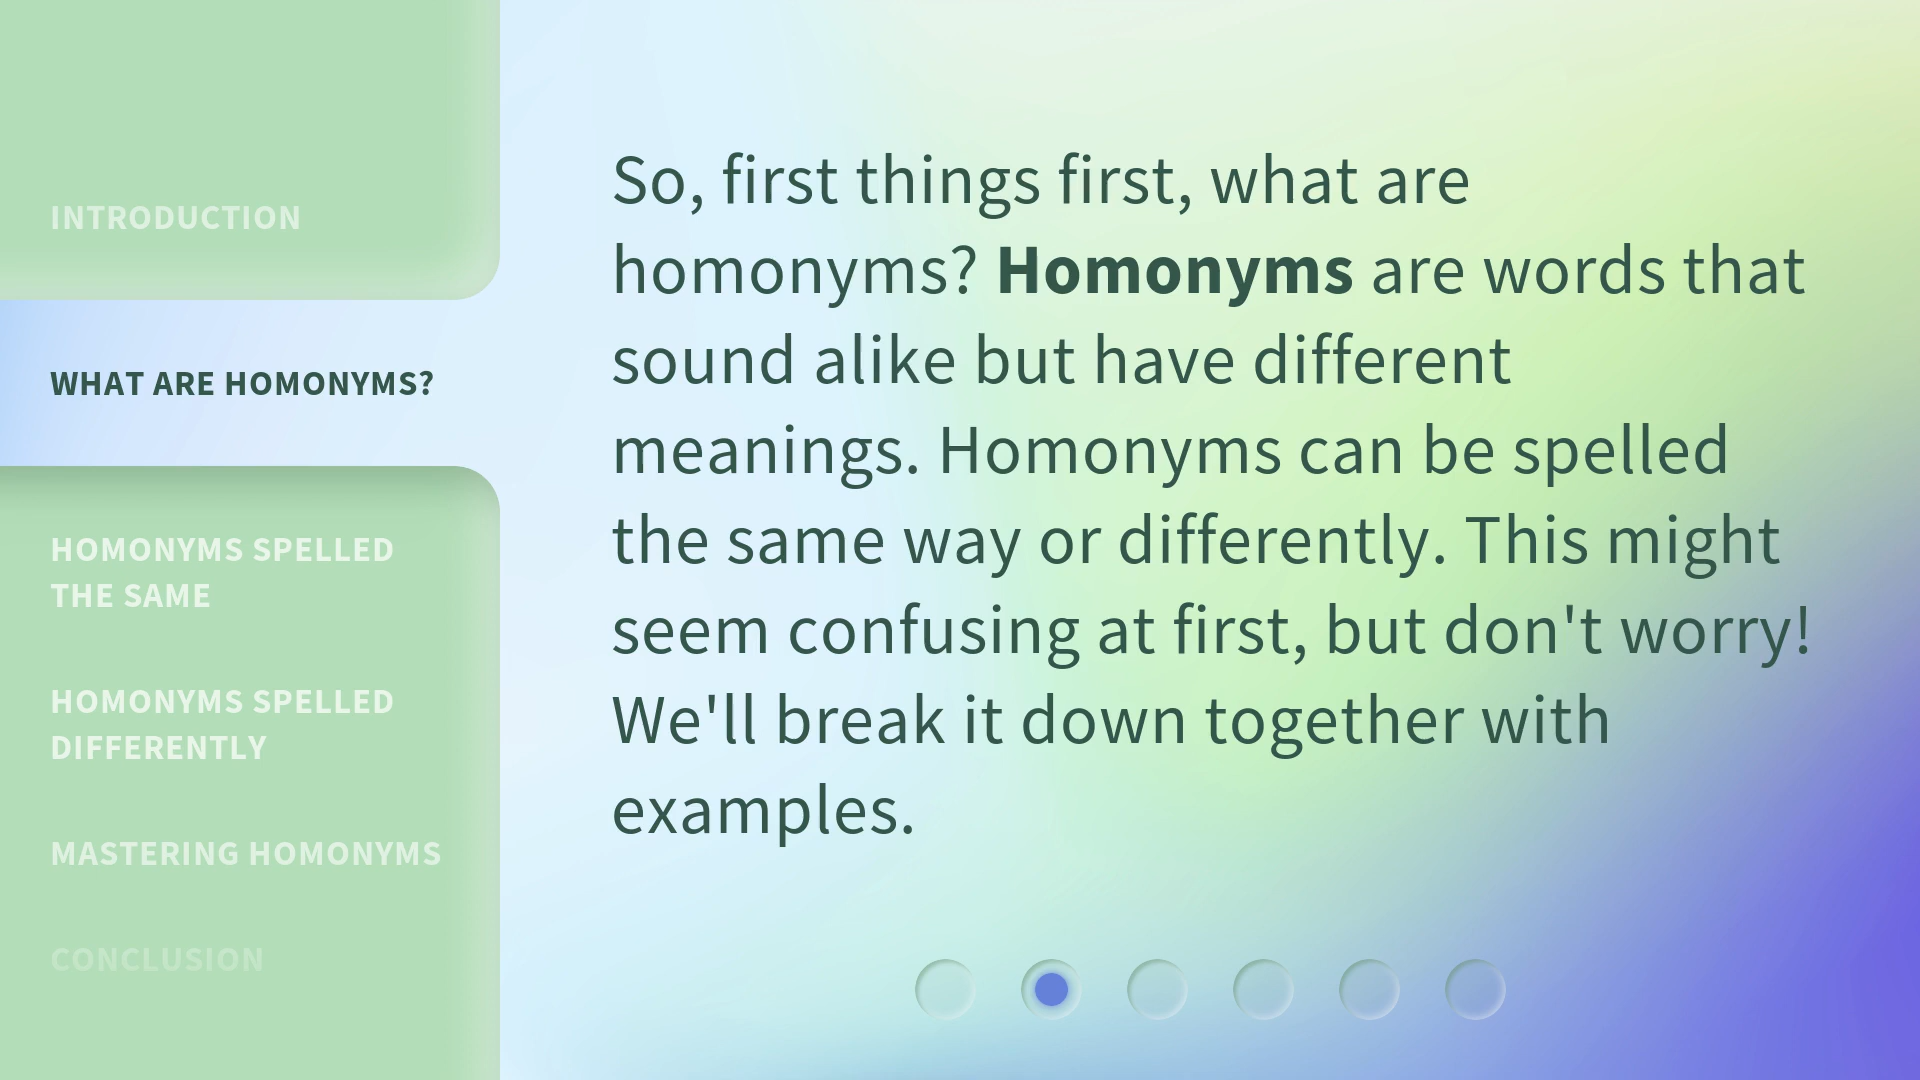 INTRODUCTION
WHAT ARE HOMONYMS?
HOMONYMS SPELLED
THE SAME
HOMONYMS SPELLED
DIFFERENTLY
MASTERING HOMONYMS
CONCLUSION
So, first things first, what are
homonyms? Homonyms are words that
sound alike but have different
meanings. Homonyms can be spelled
the same way or differently. This might
seem confusing at first, but don't worry!
We'll break it down together with
examples.